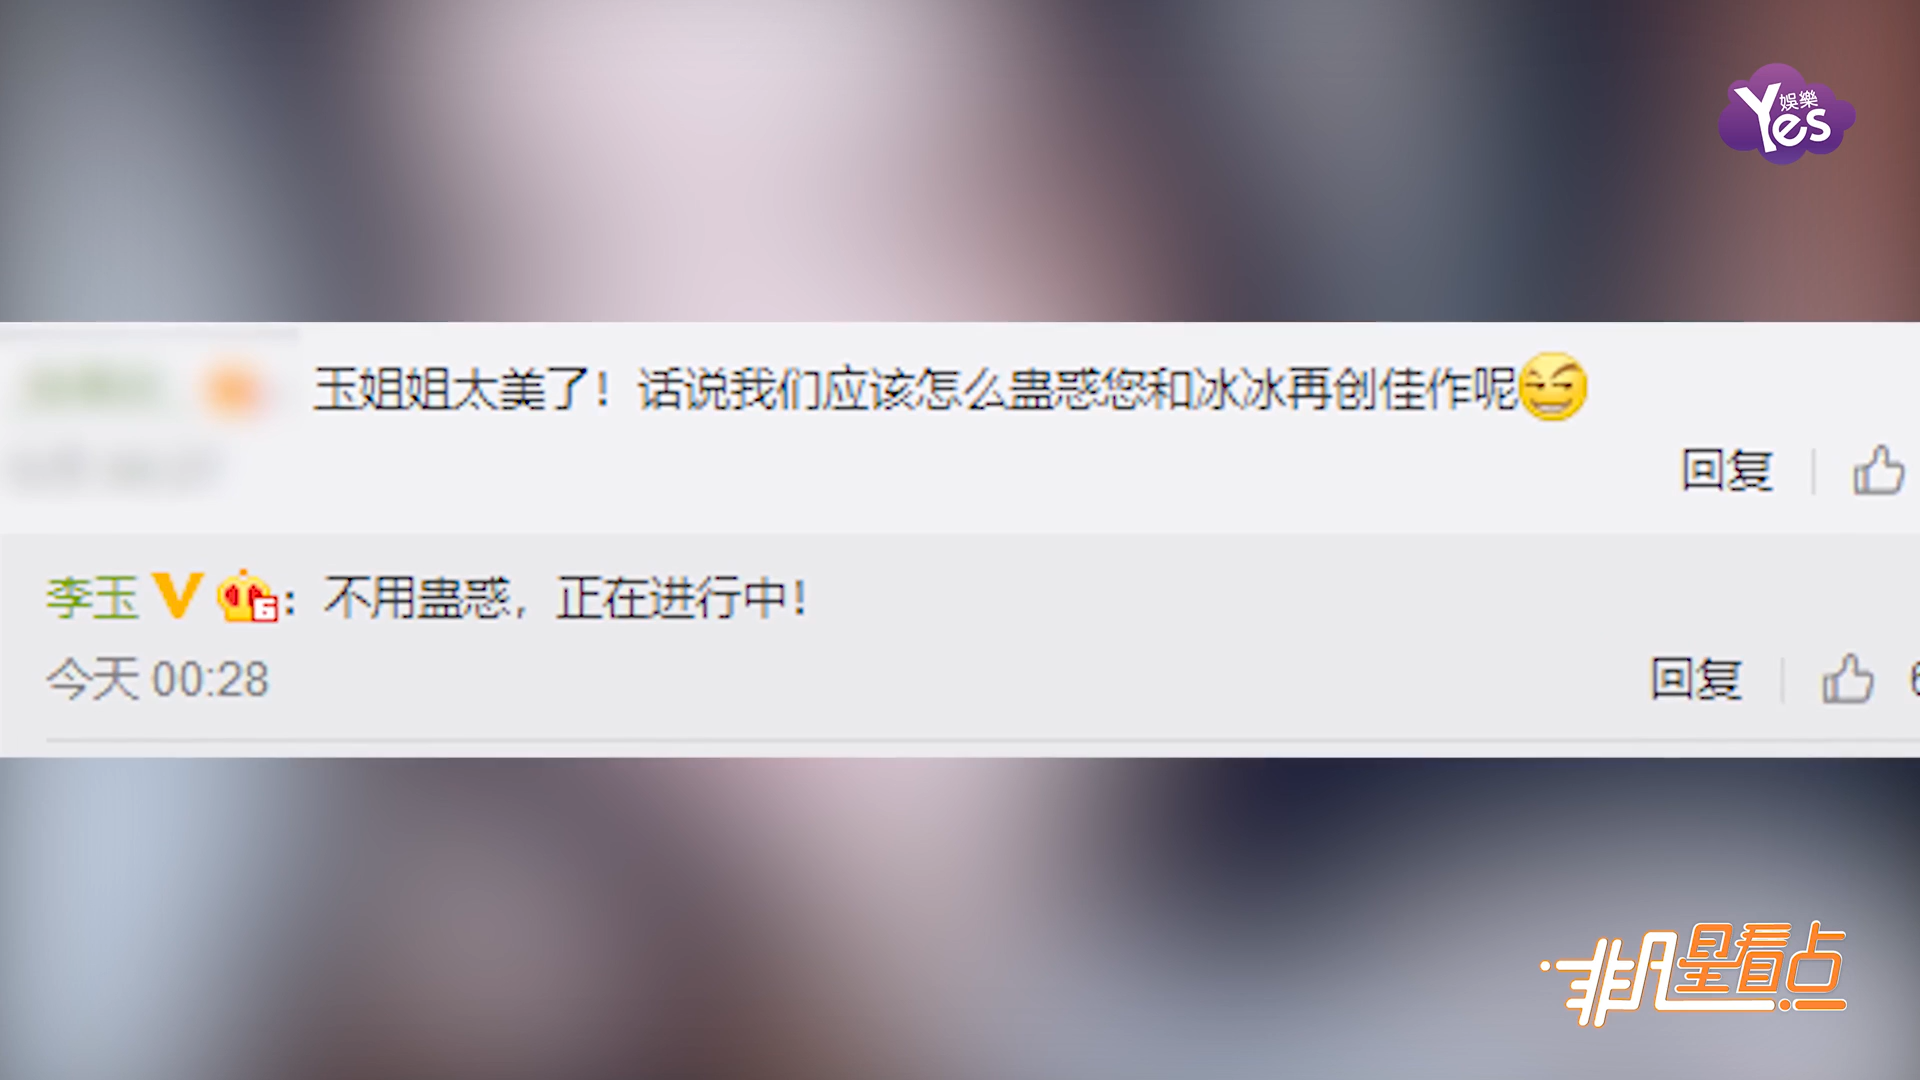 娛樂
Yes
玉姐姐太美了！话说我们应该怎么蛊惑您和冰冰再创佳作呢
回复
李玉 V 6：不用蛊惑，正在进行中！
今天 00:28
回复
非凡星看点